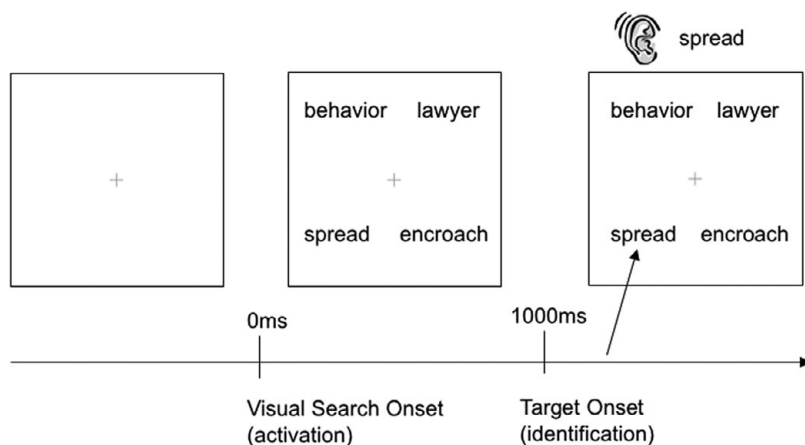 spread
behavior lawyer
spread encroach
behavior lawyer
spread encroach
0ms
1000ms
Visual Search Onset
(activation)
Target Onset
(identification)